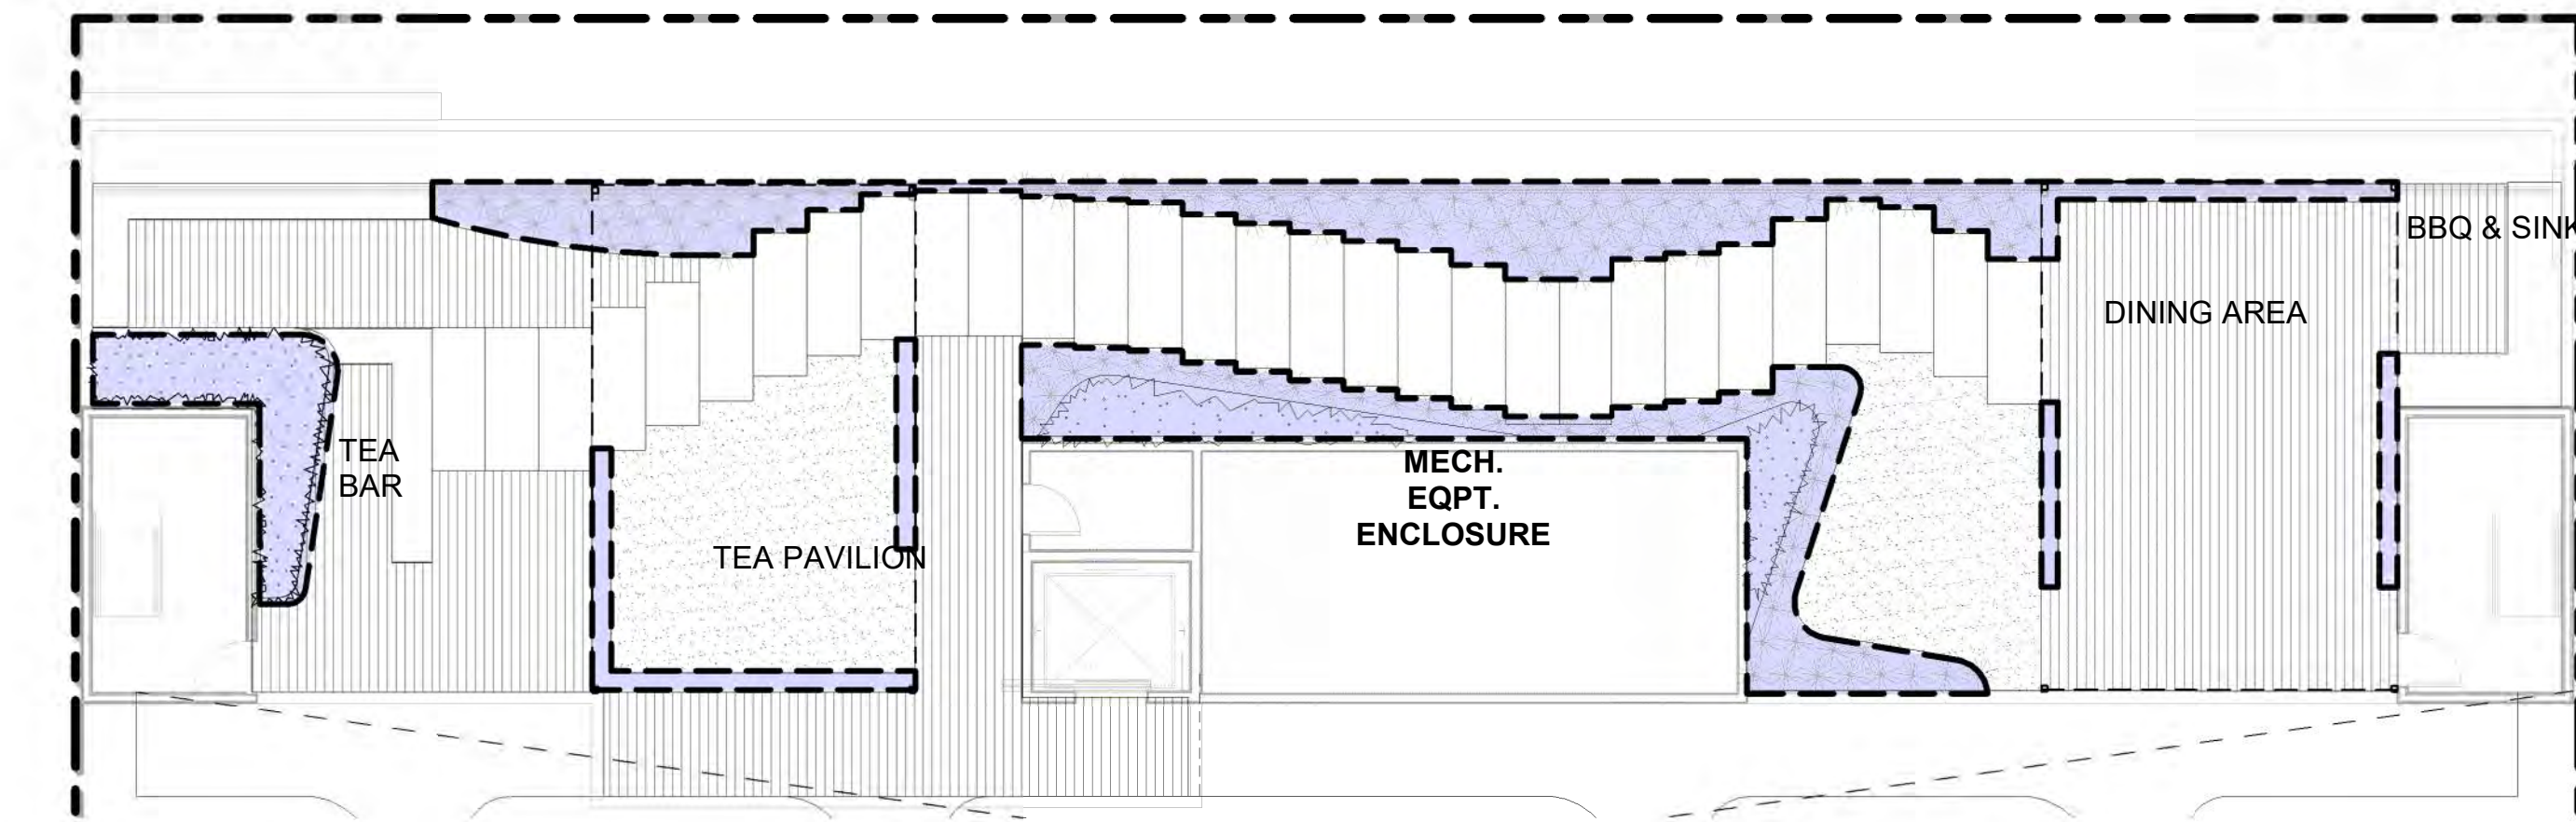 BBQ & SINK
DINING AREA
TEA
BAR
MECH.
EQPT.
ENCLOSURE
TEA PAVILION